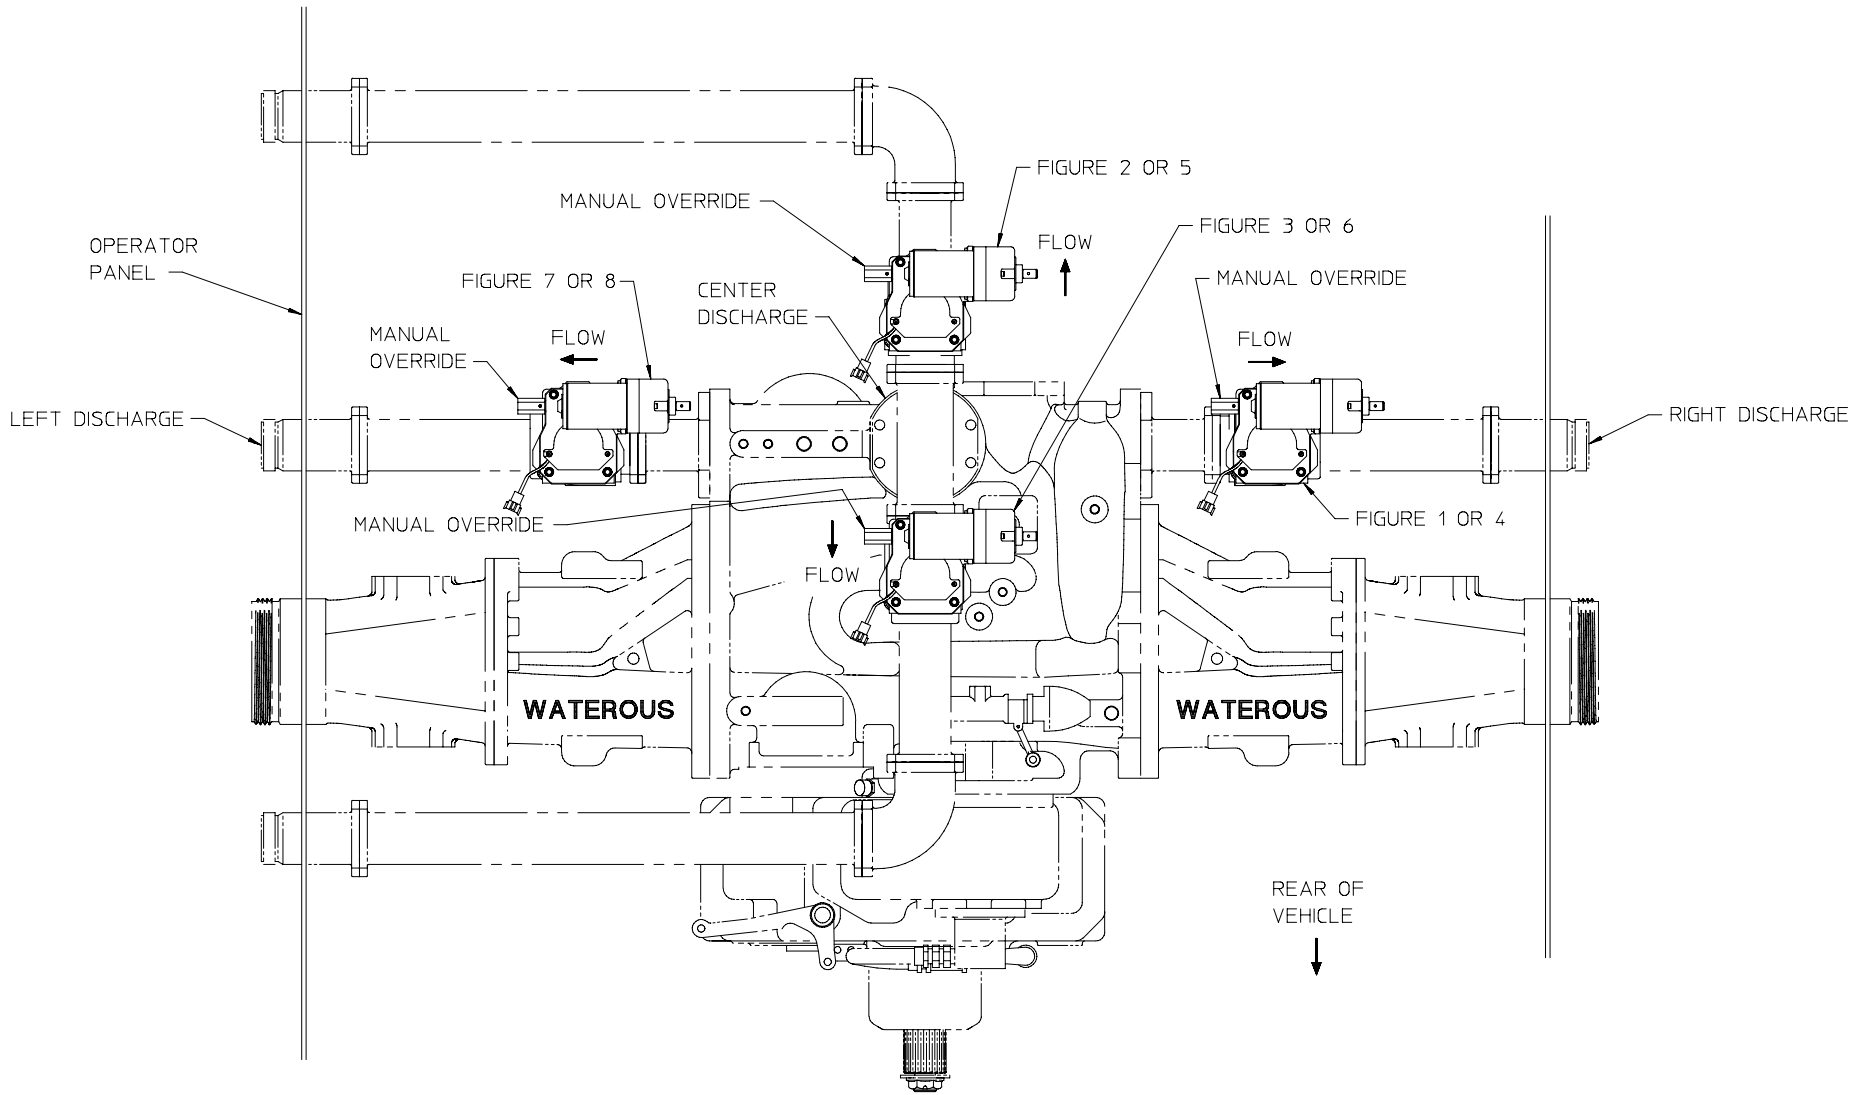 FIGURE 2 OR 5
MANUAL OVERRIDE
FIGURE 3 OR 6
OPERATOR
PANEL
FLOW
FIGURE 7 OR 8
CENTER
DISCHARGE
MANUAL OVERRIDE
MANUAL
OVERRIDE
FLOW
FLOW
LEFT DISCHARGE
RIGHT DISCHARGE
MANUAL OVERRIDE
FIGURE 1 OR 4
FLOW
WATEROUS
WATEROUS
REAR OF
VEHICLE